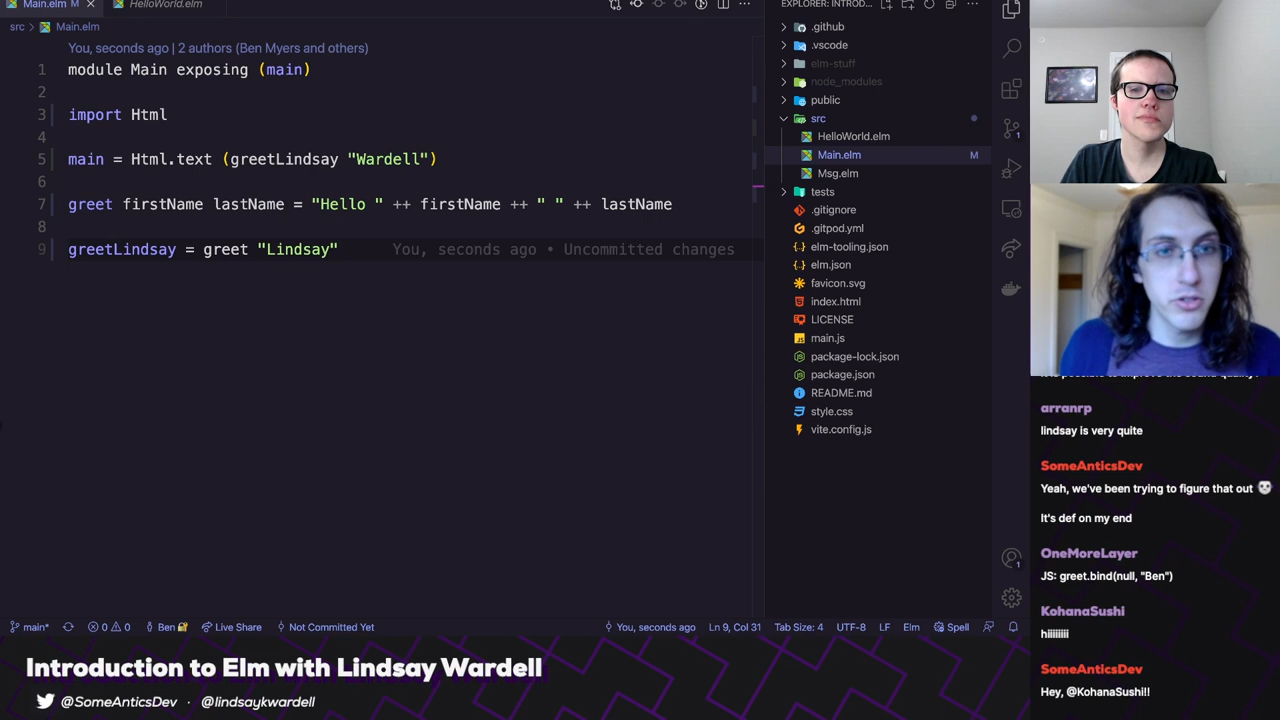 Main.elm M
HelloWorld.elm
src > Main.elm
You, seconds ago | 2 authors (Ben Myers and others)
1 module Main exposing (main)
2
3 import Html
4
5 main = Html.text (greetLindsay "Wardell")
6
7 greet firstName lastName = "Hello " ++ firstName ++ " " ++ lastName
8
9 greetLindsay = greet "Lindsay" You, seconds ago • Uncommitted changes
EXPLORER: INTROD...
.github
.vscode
elm-stuff
node_modules
public
src
HelloWorld.elm
Main.elm M
Msg.elm
tests
.gitignore
.gitpod.yml
elm-tooling.json
elm.json
favicon.svg
index.html
LICENSE
main.js
package-lock.json
package.json
README.md
style.css
vite.config.js
1
1
arranrp
lindsay is very quite
SomeAnticsDev
Yeah, we've been trying to figure that out
It's def on my end
OneMoreLayer
JS: greet.bind(null, "Ben")
KohanaSushi
hiiiiiiii
SomeAnticsDev
Hey, @KohanaSushi!!
main* 0 0 Ben Live Share Not Committed Yet You, seconds ago Ln 9, Col 31 Tab Size: 4 UTF-8 LF Elm Spell
Introduction to Elm with Lindsay Wardell
@SomeAnticsDev · @lindsaykwardell